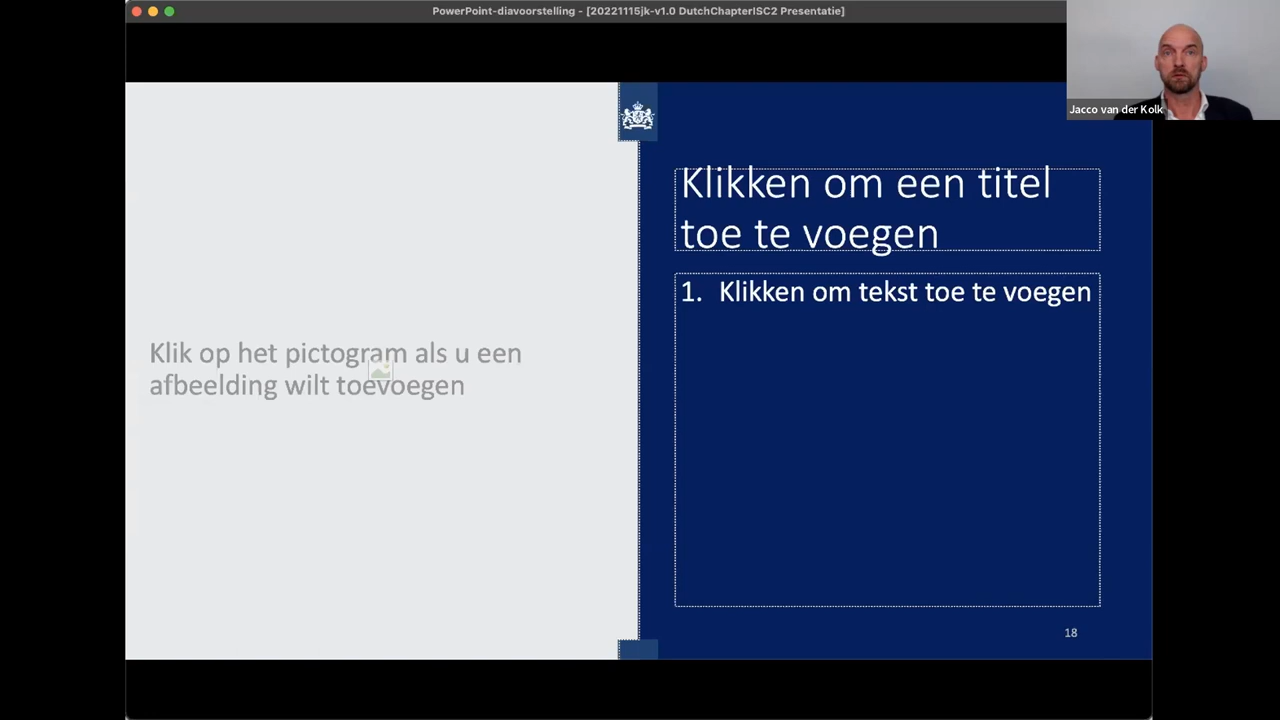 PowerPoint-diavoorstelling - [20221115jk-v1.0 DutchChapterISC2 Presentatie]
Jacco van der Kolk
Klikken om een titel
toe te voegen
1. Klikken om tekst toe te voegen
Klik op het pictogram als u een
afbeelding wilt toevoegen
18